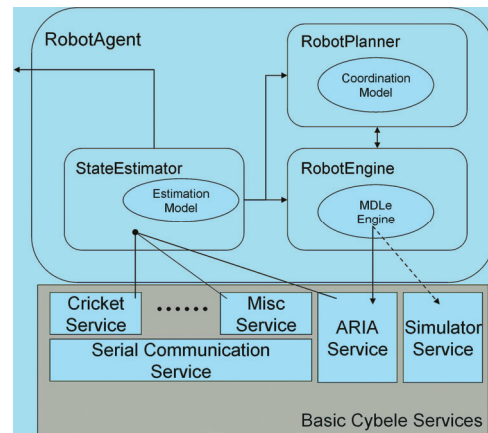 RobotAgent
RobotPlanner
Coordination
Model
StateEstimator
Estimation
Model
RobotEngine
MDLe
Engine
Cricket
Service
Misc
Service
ARIA
Service
Simulator
Service
Serial Communication
Service
Basic Cybele Services